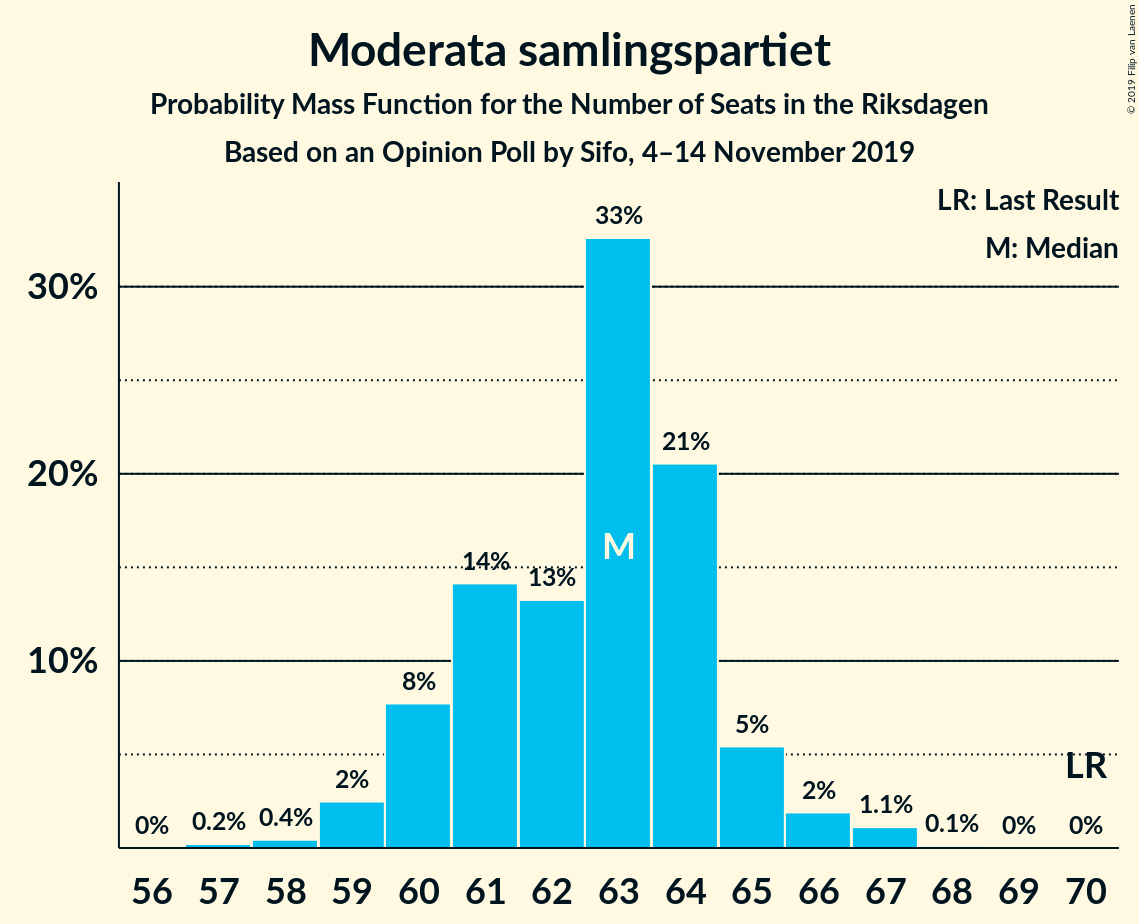 Moderata samlingspartiet
Probability Mass Function for the Number of Seats in the Riksdagen
Based on an Opinion Poll by Sifo, 4–14 November 2019
© 2019 Filip van Laenen
LR: Last Result
M: Median
30%
20%
10%
0%
0.2%
0.4%
2%
8%
14%
13%
33%
M
21%
5%
2%
1.1%
0.1%
0%
LR
0%
56 57 58 59 60 61 62 63 64 65 66 67 68 69 70